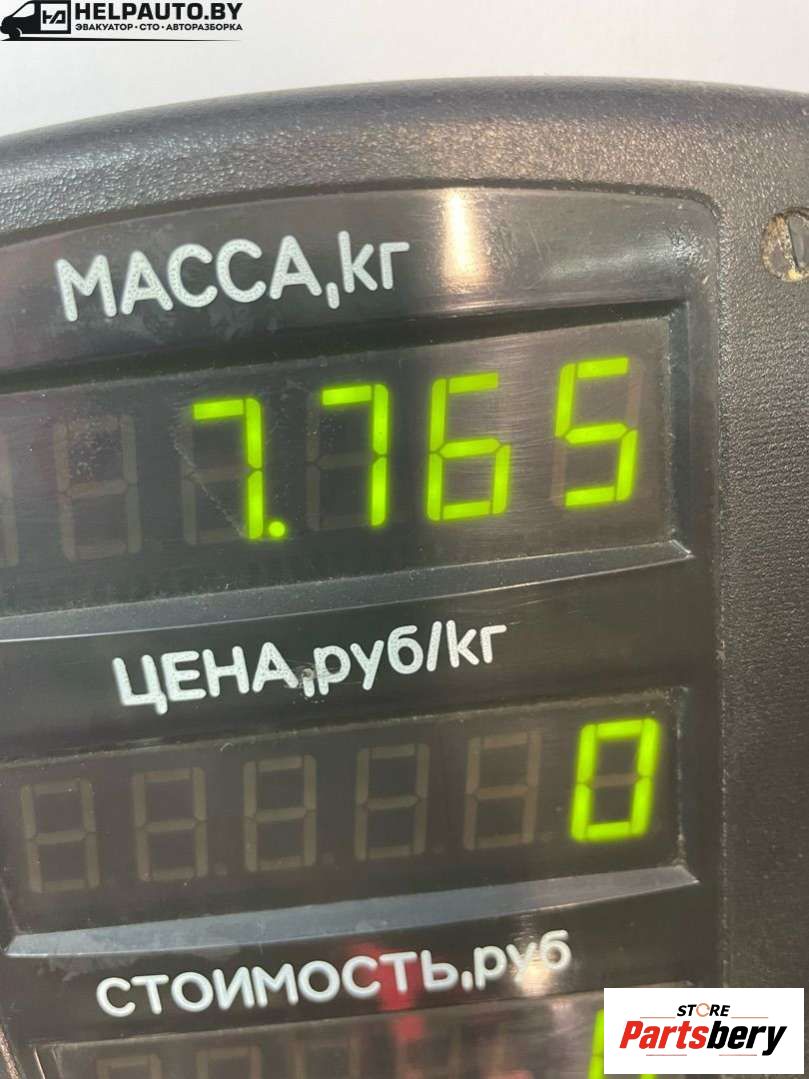 HELPAUTO.BY
ЭВАКУАТОР • СТО • АВТОРАЗБОРКА
МАССА,кг
7.765
ЦЕНА,руб/кг
0
СТОИМОСТЬ,руб
STORE
Partsbery